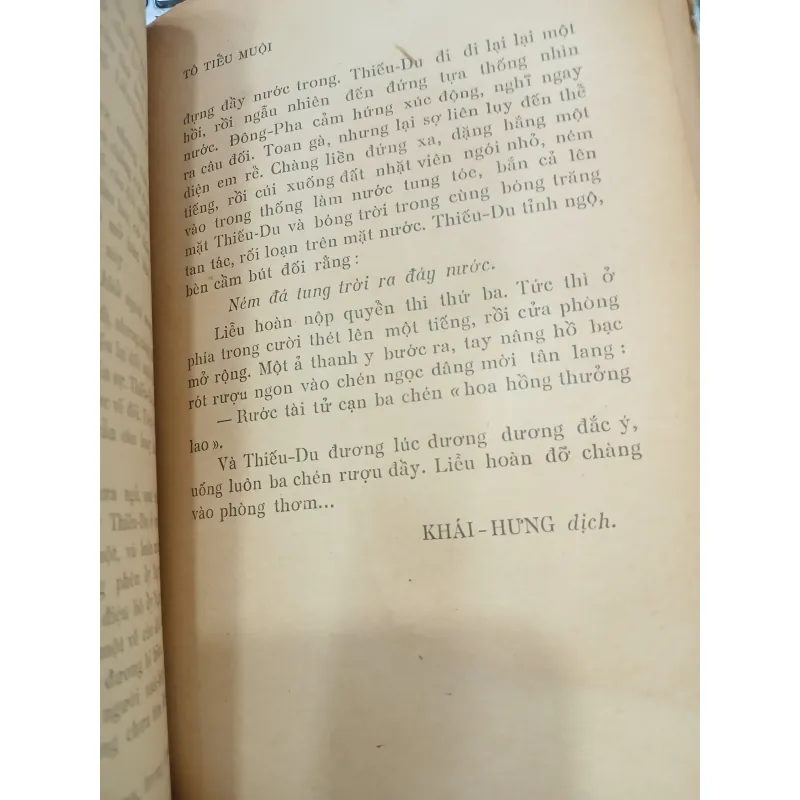 TÔ TIỀU MUỘI
đựng đầy nước trong. Thiếu-Du đi đi lại lại một
hồi, rồi ngẫu nhiên đến đứng tựa thống nhìn
nước. Đông-Pha cảm hứng xúc động, nghĩ ngay
ra câu đối. Toan gà, nhưng lại sợ liên lụy đến thể
diện em rể. Chàng liền đứng xa, dặng hắng một
tiếng, rồi cúi xuống đất nhặt viên ngói nhỏ, ném
vào trong thống làm nước tung tóc, bắn cả lên
mặt Thiếu-Du và bóng trời trong cùng bóng trăng
tan tác, rối loạn trên mặt nước. Thiếu-Du tỉnh ngộ,
bèn cầm bút đối rằng :
Ném đá tung trời ra đảy nước.
Liễu hoàn nộp quyển thi thứ ba. Tức thì ở
phía trong cười thét lên một tiếng, rồi cửa phòng
mở rộng. Một ả thanh y bước ra, tay nâng hồ bạc
rót rượu ngon vào chén ngọc dâng mời tân lang :
— Rước tài tử cạn ba chén « hoa hồng thưởng
lao ».
Và Thiếu-Du đương lúc dương dương đắc ý,
uống luôn ba chén rượu đầy. Liễu hoàn đỡ chàng
vào phòng thơm...
KHÁI-HƯNG dịch.